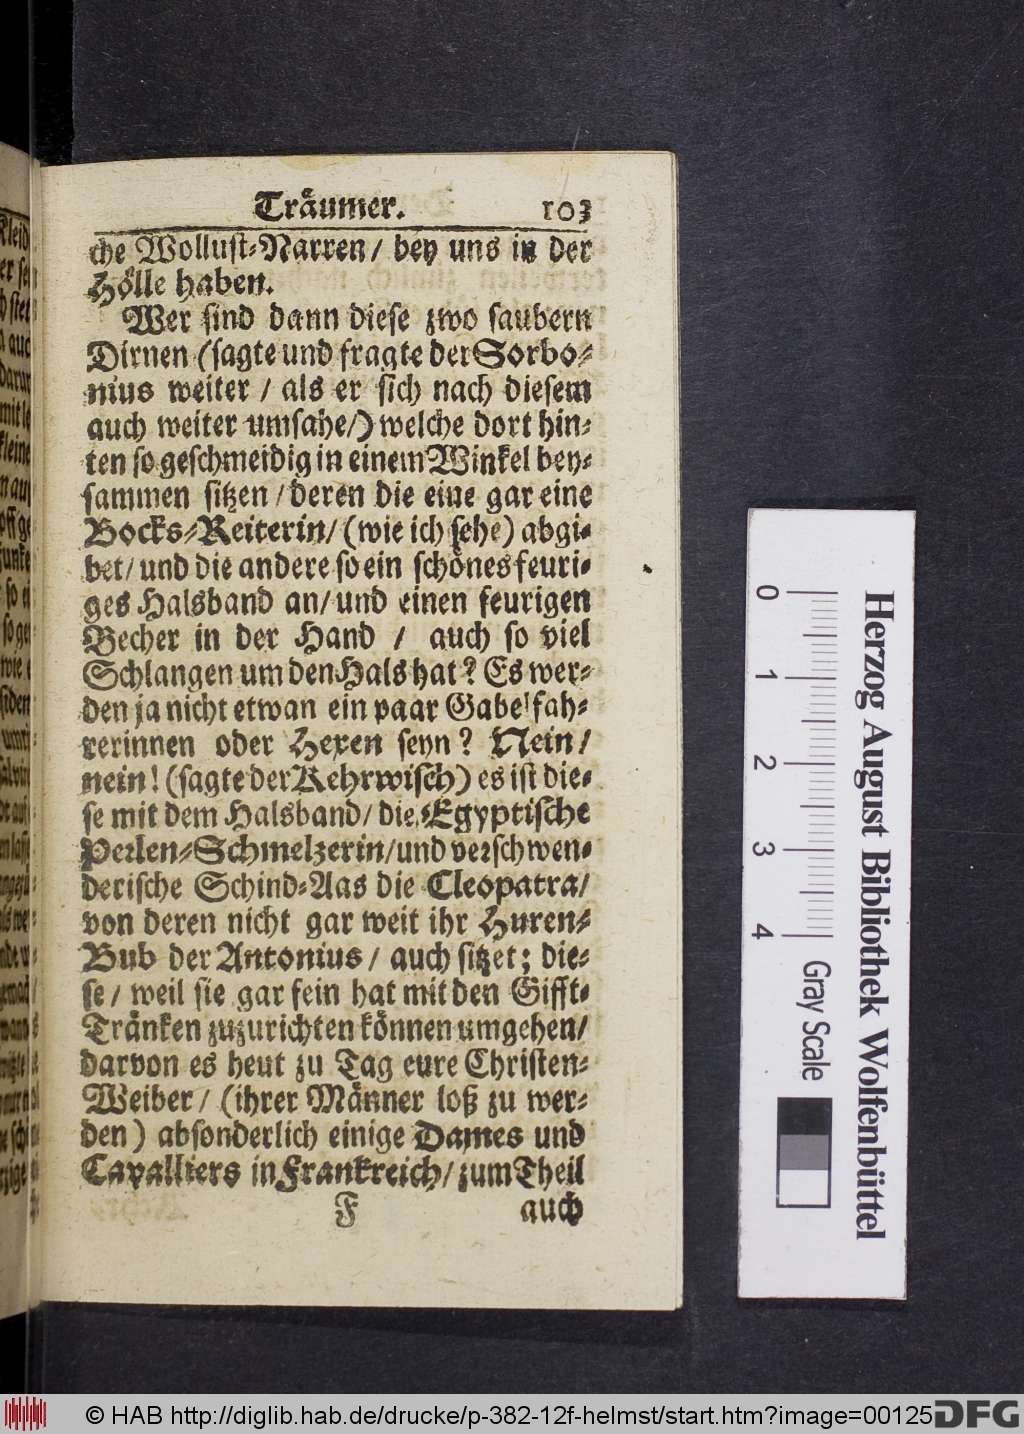 Träumer. 103
che Wollust-Narren/ bey uns in der
Hölle haben.
Wer sind dann diese zwo saubern
Dirnen (sagte und fragte der Sorbo-
nius weiter / als er sich nach diesem
auch weiter umsahe/) welche dort hin-
ten so geschmeidig in einem Winkel bey-
sammen sitzen / deren die eine gar eine
Bocks-Reiterin/ (wie ich sehe) abgi-
bet/ und die andere so ein schönes feuri-
ges Halsband an/ und einen feurigen
Becher in der Hand / auch so viel
Schlangen um den Hals hat? Es wer-
den ja nicht etwan ein paar Gabelfah-
rerinnen oder Hexen seyn? Nein/
nein! (sagte der Kehrwisch) es ist die-
se mit dem Halsband/ die Egyptische
Perlen-Schmelzerin/ und verschwen-
derische Schind-Aas die Cleopatra/
von deren nicht gar weit ihr Huren-
Bub der Antonius/ auch sitzet; die-
se/ weil sie gar fein hat mit den Gifft-
Tränken zuzurichten können umgehen/
darvon es heut zu Tag eure Christen-
Weiber/ (ihrer Männer loß zu wer-
den) absonderlich einige Dames und
Cavalliers in Frankreich/ zum Theil
F auch
Herzog August Bibliothek Wolfenbüttel
0 1 2 3 4 Gray Scale
© HAB http://diglib.hab.de/drucke/p-382-12f-helmst/start.htm?image=00125
DFG